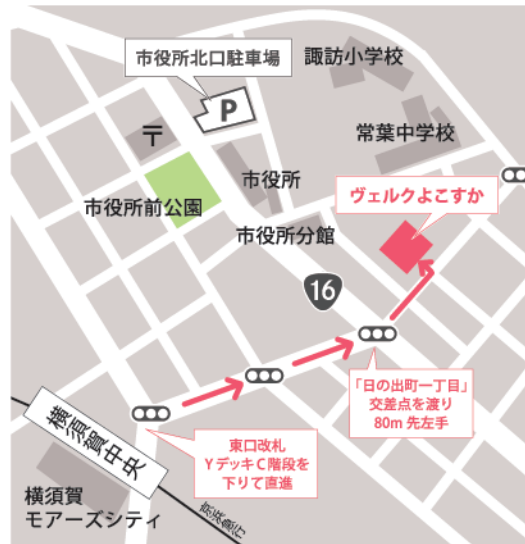 市役所北口駐車場
諏訪小学校
P
〒
常葉中学校
市役所
市役所前公園
ヴェルクよこすか
市役所分館
16
「日の出町一丁目」
交差点を渡り
80m 先左手
横須賀中央
東口改札
YデッキC階段を
下りて直進
横須賀
モアーズシティ
京浜急行